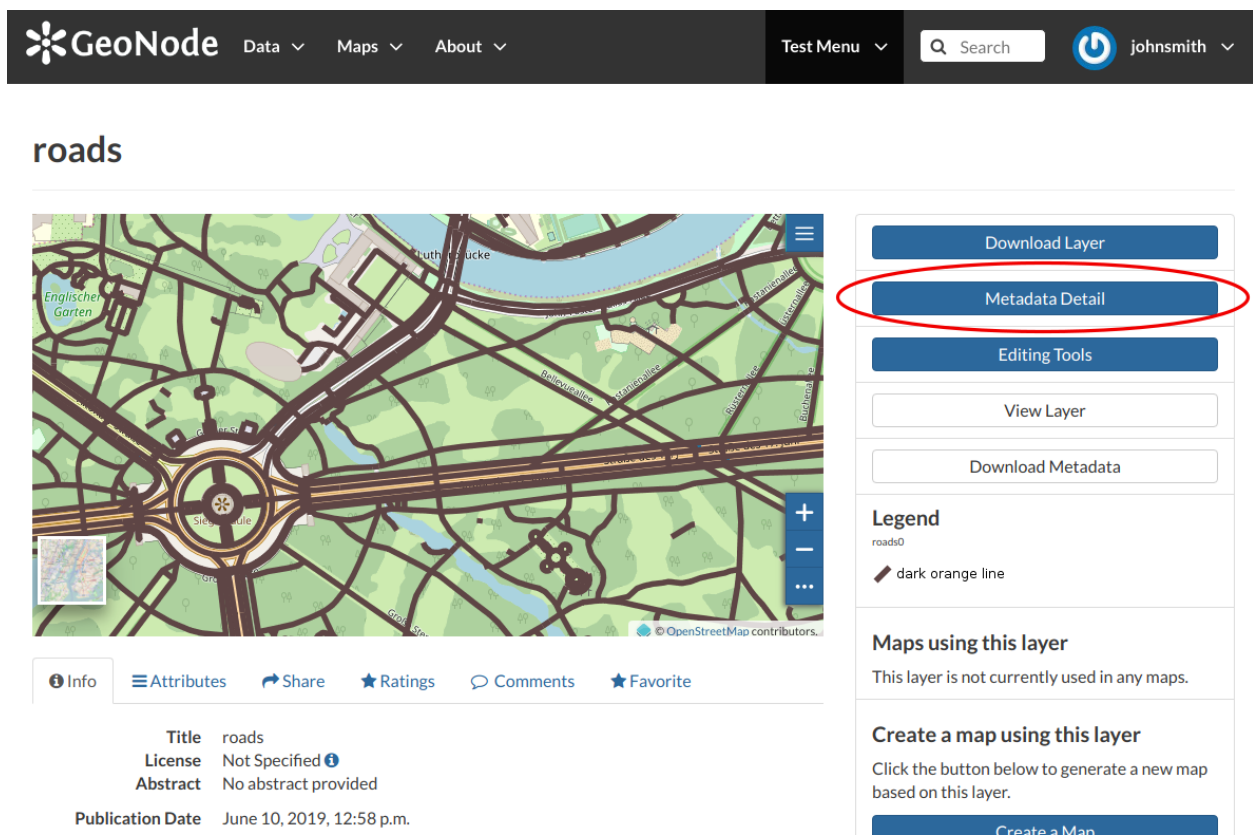 GeoNode Data Maps About Test Menu Search johnsmith
roads
Lutherbrücke
Englischer
Garten
Bellevueallee
Buchenallee
© OpenStreetMap contributors.
Download Layer
Metadata Detail
Editing Tools
View Layer
Download Metadata
Legend
roads0
dark orange line
Maps using this layer
This layer is not currently used in any maps.
Create a map using this layer
Click the button below to generate a new map
based on this layer.
Create a Map
Info Attributes Share Ratings Comments Favorite
Title roads
License Not Specified
Abstract No abstract provided
Publication Date June 10, 2019, 12:58 p.m.